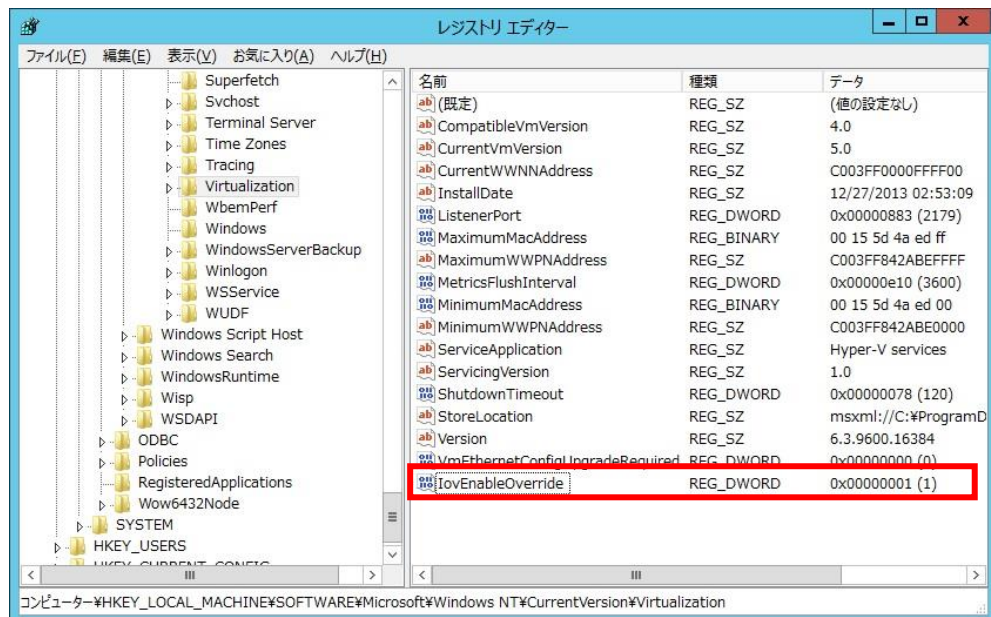 レジストリ エディター
ファイル(F) 編集(E) 表示(V) お気に入り(A) ヘルプ(H)
Superfetch
Svchost
Terminal Server
Time Zones
Tracing
Virtualization
WbemPerf
Windows
WindowsServerBackup
Winlogon
WSService
WUDF
Windows Script Host
Windows Search
WindowsRuntime
Wisp
WSDAPI
ODBC
Policies
RegisteredApplications
Wow6432Node
SYSTEM
HKEY_USERS
HKEY_CURRENT_CONFIG
名前 種類 データ
(既定) REG_SZ (値の設定なし)
CompatibleVmVersion REG_SZ 4.0
CurrentVmVersion REG_SZ 5.0
CurrentWWNNAddress REG_SZ C003FF0000FFFF00
InstallDate REG_SZ 12/27/2013 02:53:09
ListenerPort REG_DWORD 0x00000883 (2179)
MaximumMacAddress REG_BINARY 00 15 5d 4a ed ff
MaximumWWPNAddress REG_SZ C003FF842ABEFFFF
MetricsFlushInterval REG_DWORD 0x00000e10 (3600)
MinimumMacAddress REG_BINARY 00 15 5d 4a ed 00
MinimumWWPNAddress REG_SZ C003FF842ABE0000
ServiceApplication REG_SZ Hyper-V services
ServicingVersion REG_SZ 1.0
ShutdownTimeout REG_DWORD 0x00000078 (120)
StoreLocation REG_SZ msxml://C:¥ProgramD
Version REG_SZ 6.3.9600.16384
VmEthernetConfigUpgradeRequired REG_DWORD 0x00000000 (0)
IovEnableOverride REG_DWORD 0x00000001 (1)
コンピューター¥HKEY_LOCAL_MACHINE¥SOFTWARE¥Microsoft¥Windows NT¥CurrentVersion¥Virtualization